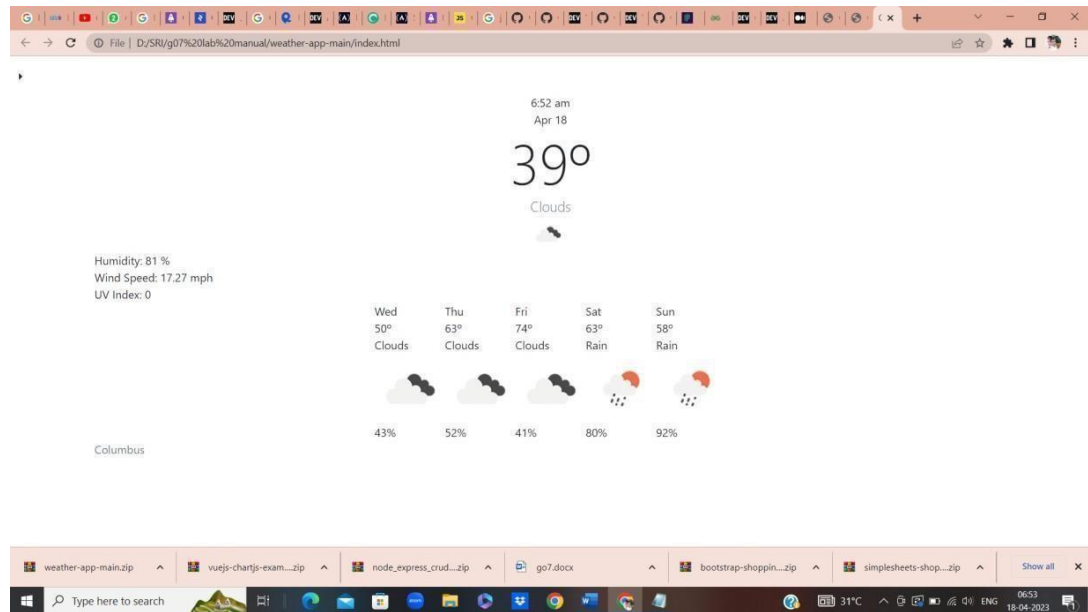 File | D:/SRI/g07%20lab%20manual/weather-app-main/index.html
6:52 am
Apr 18
39º
Clouds
Humidity: 81 %
Wind Speed: 17.27 mph
UV Index: 0
Wed Thu Fri Sat Sun
50º 63º 74º 63º 58º
Clouds Clouds Clouds Rain Rain
43% 52% 41% 80% 92%
Columbus
weather-app-main.zip vuejs-chartjs-exam....zip node_express_crud....zip go7.docx bootstrap-shoppin....zip simplesheets-shop....zip Show all
Type here to search 31°C ENG 06:53
18-04-2023